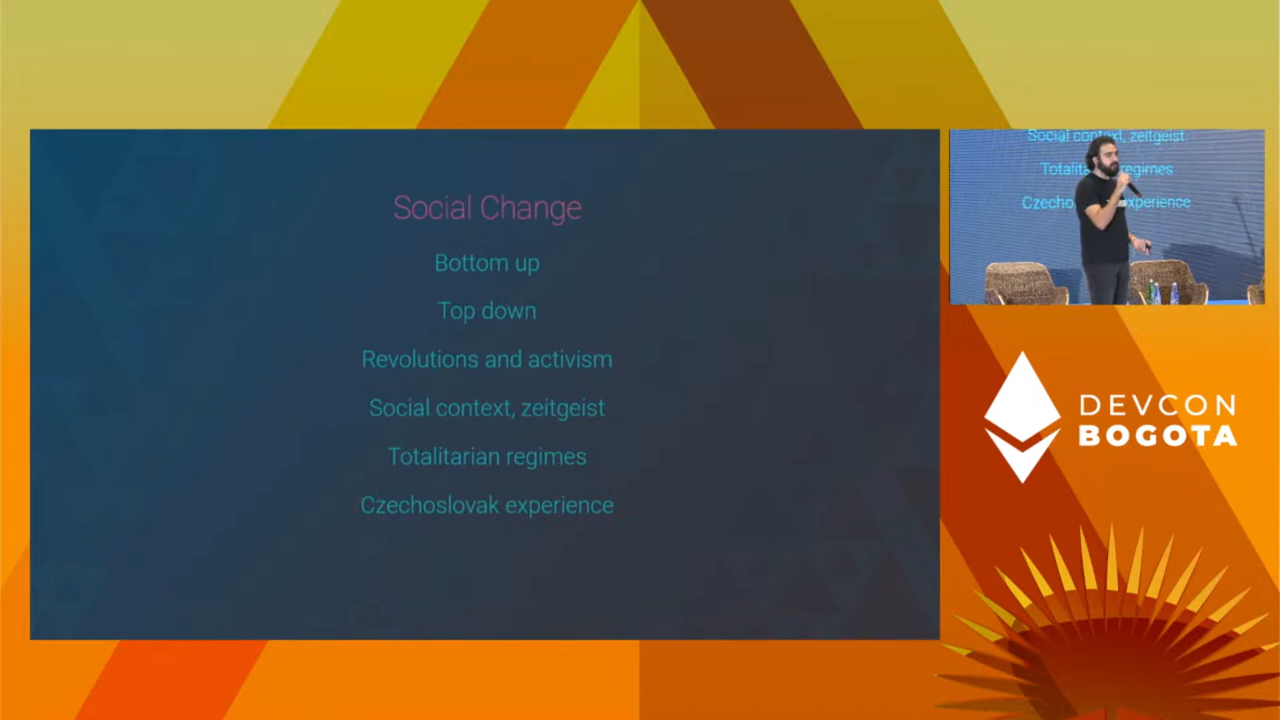 Social Change
Bottom up
Top down
Revolutions and activism
Social context, zeitgeist
Totalitarian regimes
Czechoslovak experience
Social context, zeitgeist
regimes
DEVCON
BOGOTA